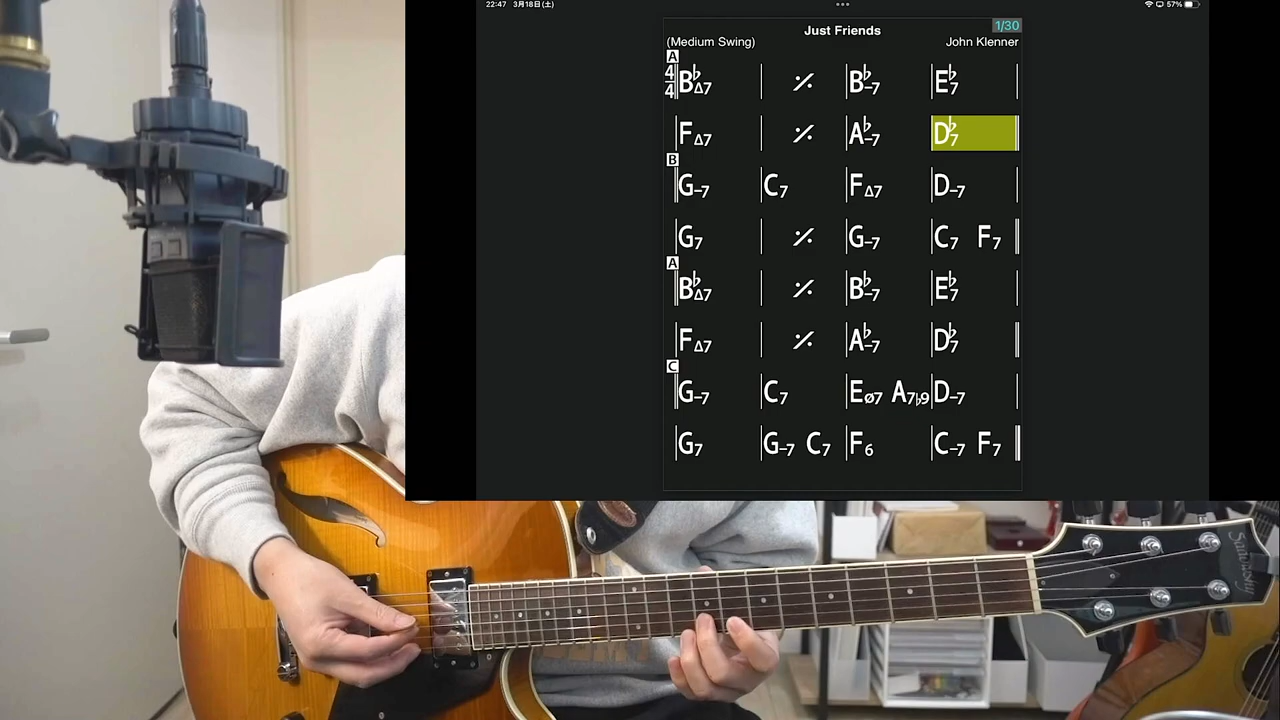 22:47 3月18日(土)
57%
1/30
Just Friends
(Medium Swing) John Klenner
A
4/4 B♭Δ7 | 𝄎 | B♭-7 | E♭7 |
FΔ7 | 𝄎 | A♭-7 | D♭7
B
G-7 | C7 | FΔ7 | D-7 |
G7 | 𝄎 | G-7 | C7 F7
A
B♭Δ7 | 𝄎 | B♭-7 | E♭7 |
FΔ7 | 𝄎 | A♭-7 | D♭7
C
G-7 | C7 | Eø7 A7♭9 | D-7 |
G7 | G-7 C7 | F6 | C-7 F7